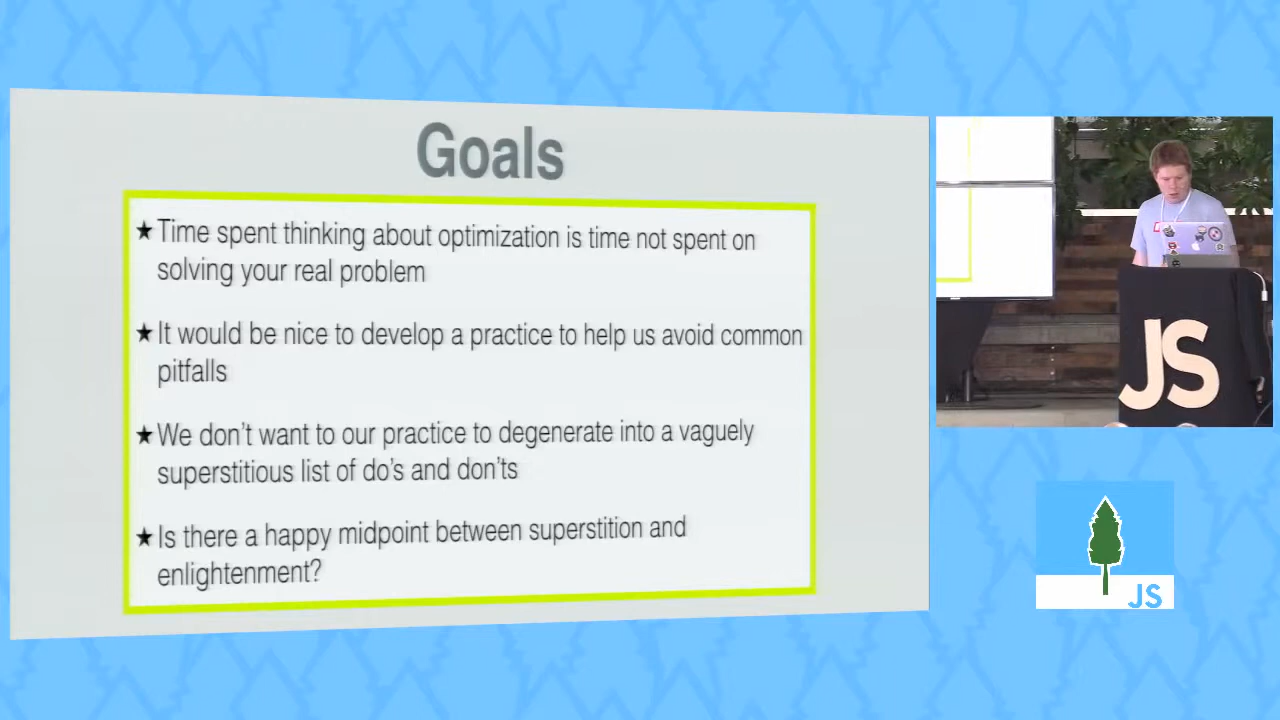 Goals
★Time spent thinking about optimization is time not spent on
solving your real problem
★It would be nice to develop a practice to help us avoid common
pitfalls
★We don't want to our practice to degenerate into a vaguely
superstitious list of do's and don'ts
★Is there a happy midpoint between superstition and
enlightenment?
JS
JS